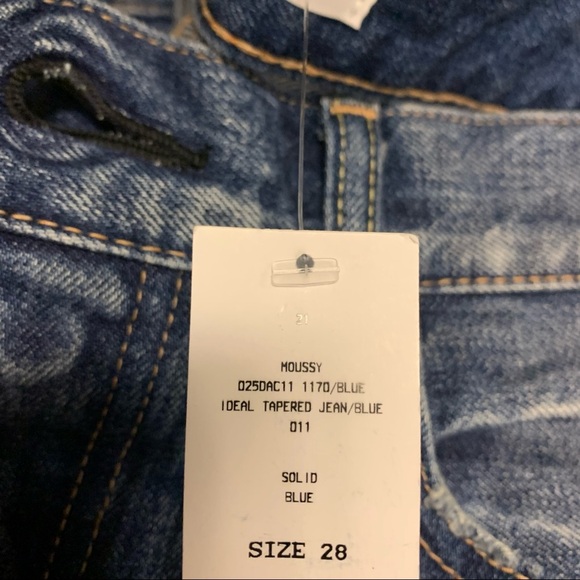 MOUSSY
025DAC11 1170/BLUE
IDEAL TAPERED JEAN/BLUE
011
SOLID
BLUE
SIZE 28